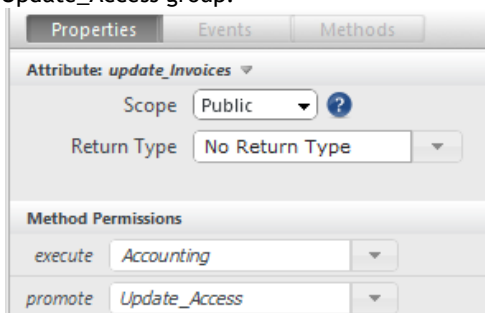 Update_Access group.
Properties Events Methods
Attribute: update_Invoices
Scope Public ?
Return Type No Return Type
Method Permissions
execute Accounting
promote Update_Access